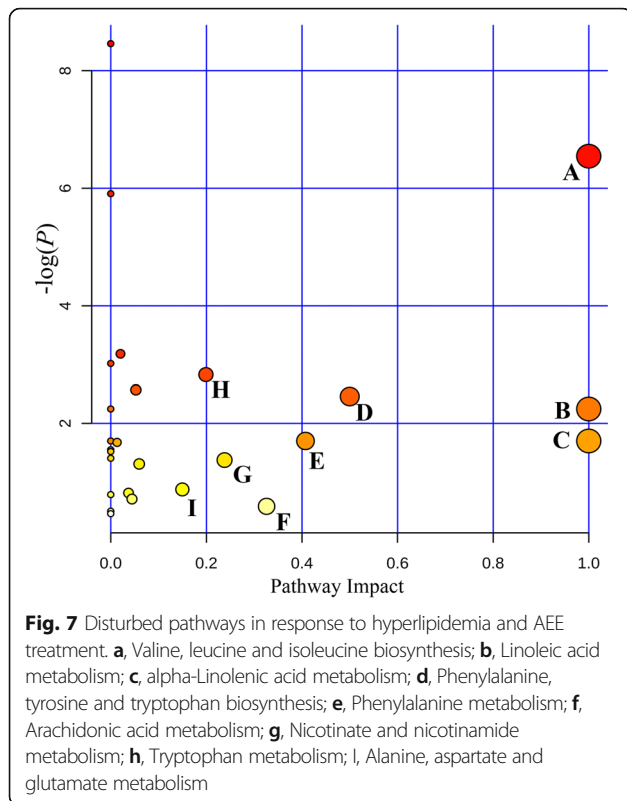 8
A
6
-log(P)
4
H
D
B
2
C
E
G
I
F
0.0 0.2 0.4 0.6 0.8 1.0
Pathway Impact
Fig. 7 Disturbed pathways in response to hyperlipidemia and AEE
treatment. a, Valine, leucine and isoleucine biosynthesis; b, Linoleic acid
metabolism; c, alpha-Linolenic acid metabolism; d, Phenylalanine,
tyrosine and tryptophan biosynthesis; e, Phenylalanine metabolism; f,
Arachidonic acid metabolism; g, Nicotinate and nicotinamide
metabolism; h, Tryptophan metabolism; I, Alanine, aspartate and
glutamate metabolism